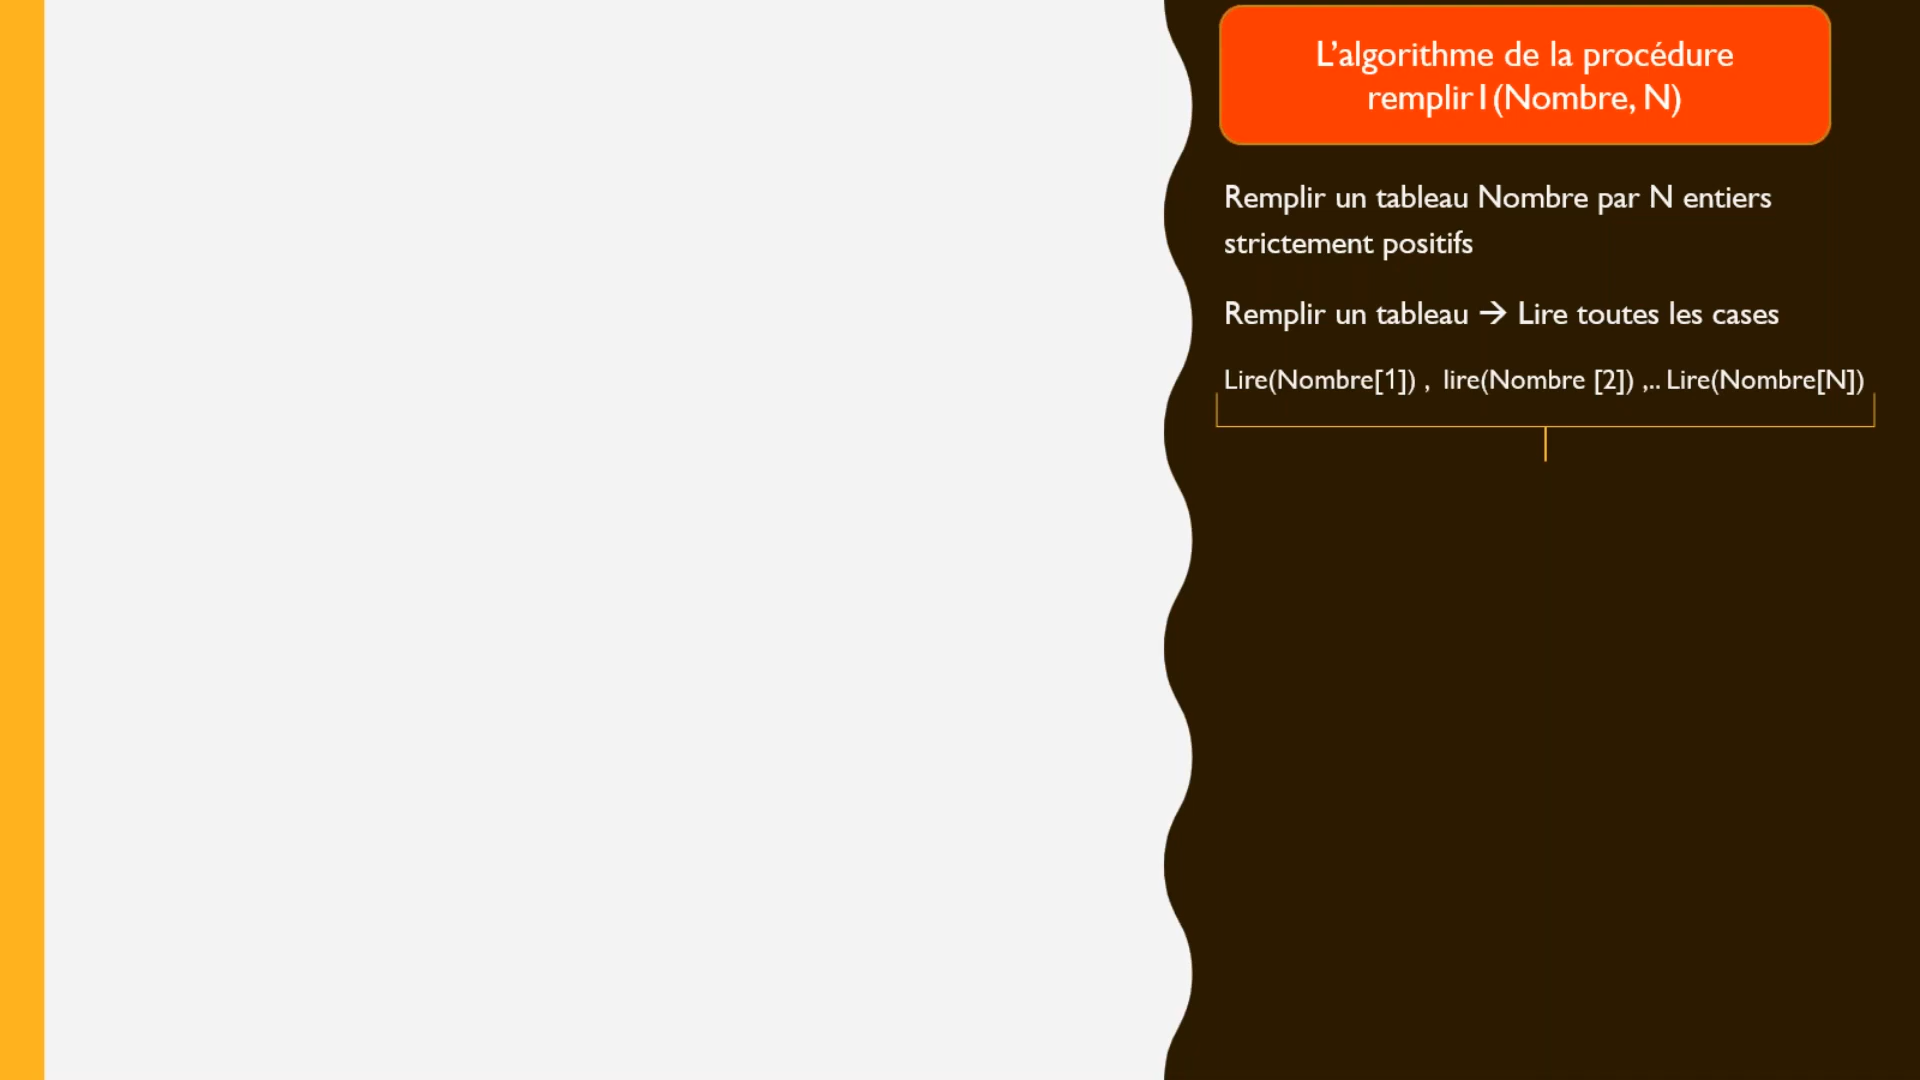 L’algorithme de la procédure
remplir1(Nombre, N)
Remplir un tableau Nombre par N entiers
strictement positifs
Remplir un tableau → Lire toutes les cases
Lire(Nombre[1]) , lire(Nombre [2]) ,.. Lire(Nombre[N])